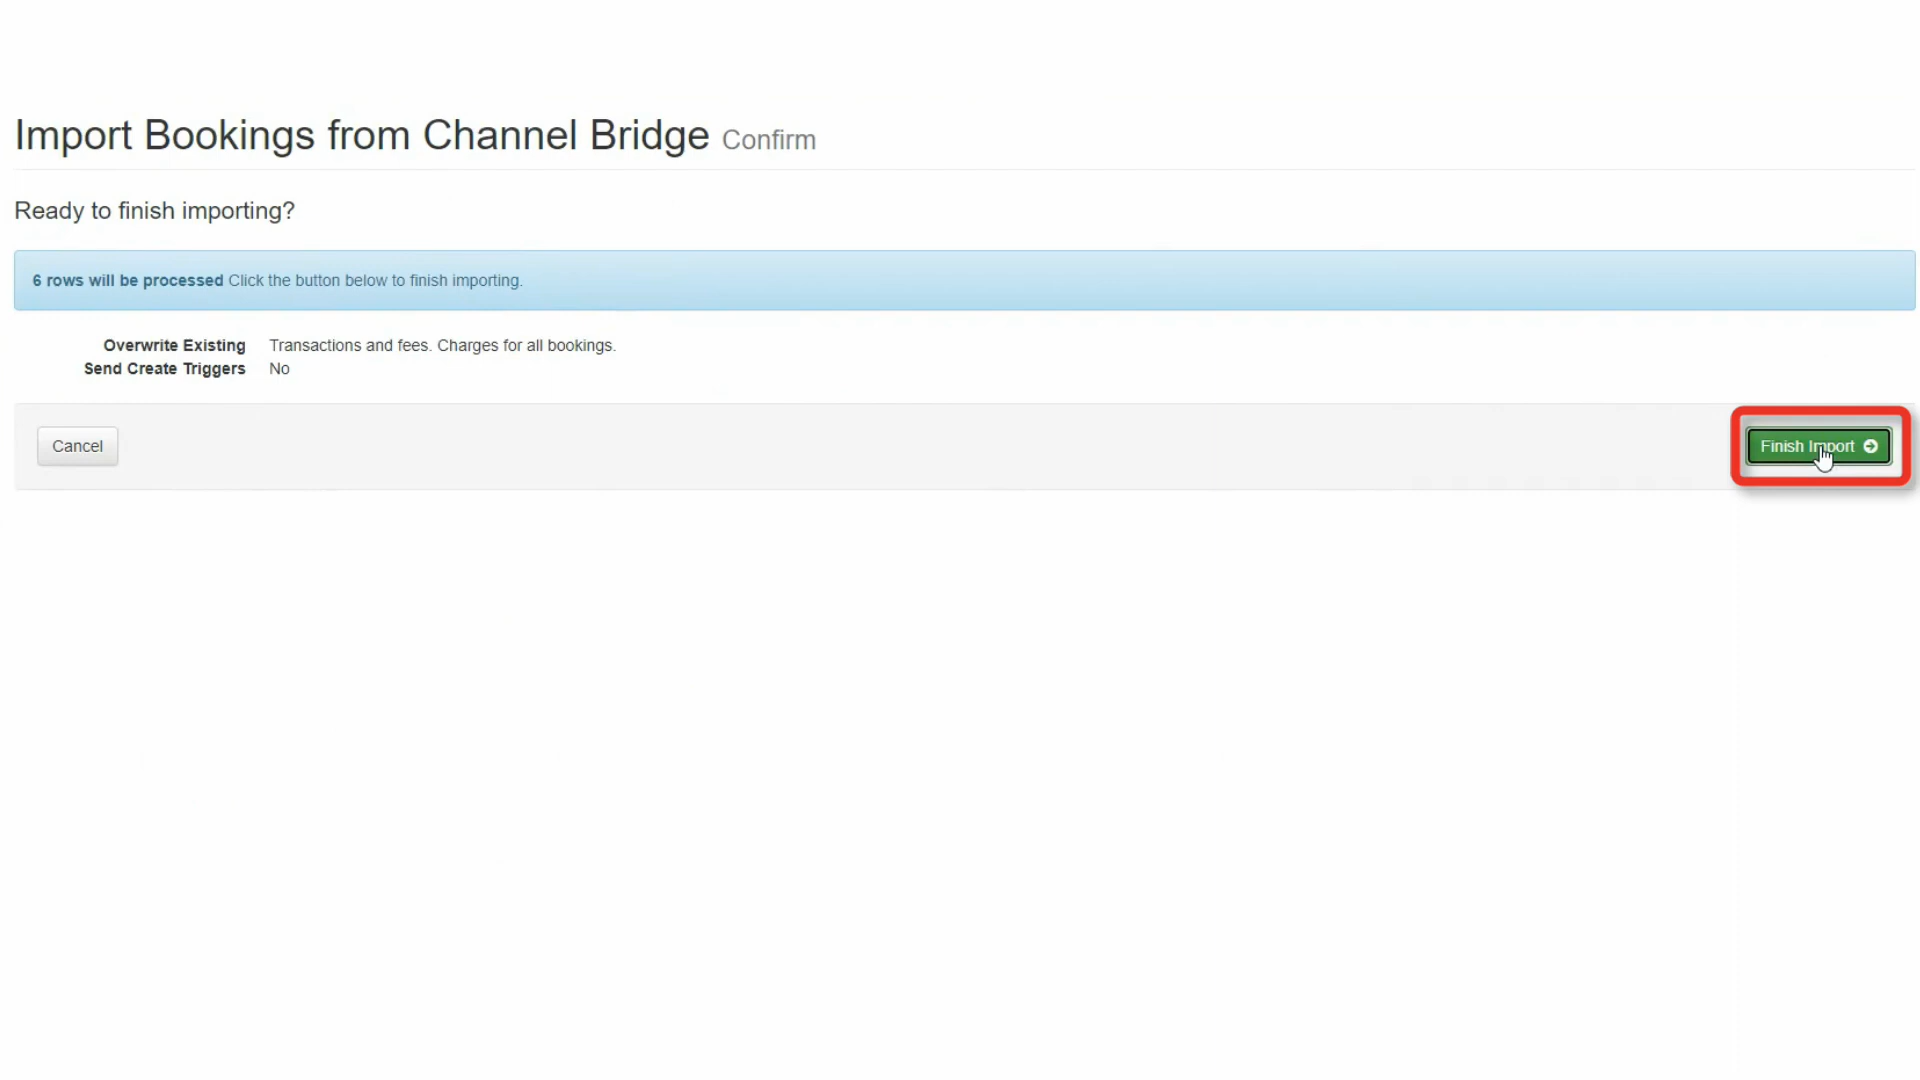 Import Bookings from Channel Bridge Confirm
Ready to finish importing?
6 rows will be processed Click the button below to finish importing.
Overwrite Existing Transactions and fees. Charges for all bookings.
Send Create Triggers No
Cancel Finish Import